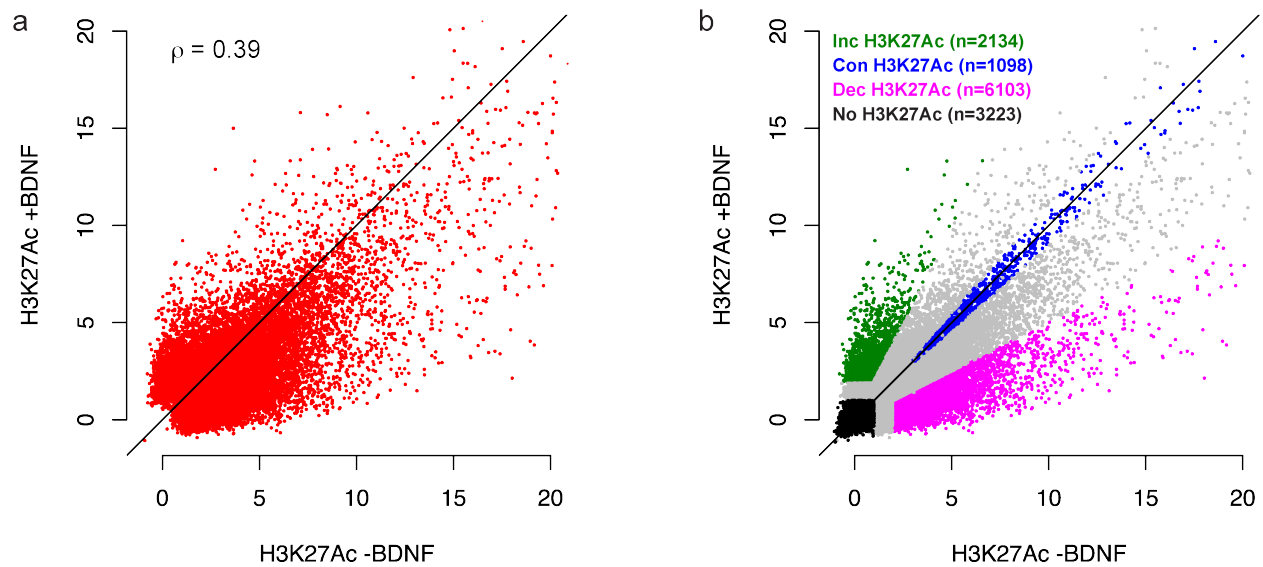 a
ρ = 0.39
H3K27Ac +BDNF
20
15
10
5
0
0 5 10 15 20
H3K27Ac -BDNF
b
Inc H3K27Ac (n=2134)
Con H3K27Ac (n=1098)
Dec H3K27Ac (n=6103)
No H3K27Ac (n=3223)
H3K27Ac +BDNF
20
15
10
5
0
0 5 10 15 20
H3K27Ac -BDNF